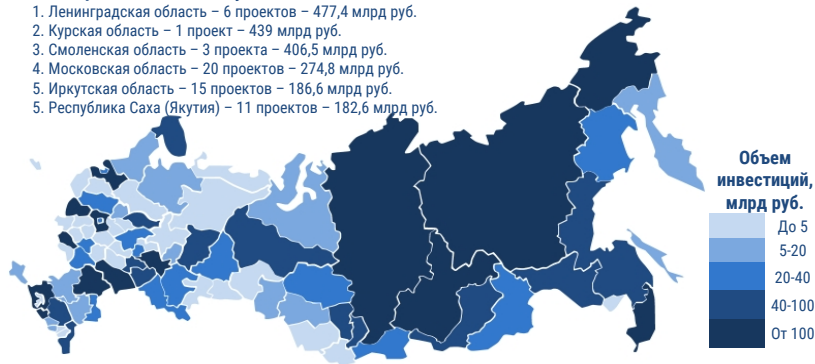 1. Ленинградская область – 6 проектов – 477,4 млрд руб.
2. Курская область – 1 проект – 439 млрд руб.
3. Смоленская область – 3 проекта – 406,5 млрд руб.
4. Московская область – 20 проектов – 274,8 млрд руб.
5. Иркутская область – 15 проектов – 186,6 млрд руб.
5. Республика Саха (Якутия) – 11 проектов – 182,6 млрд руб.
Объем
инвестиций,
млрд руб.
До 5
5-20
20-40
40-100
От 100